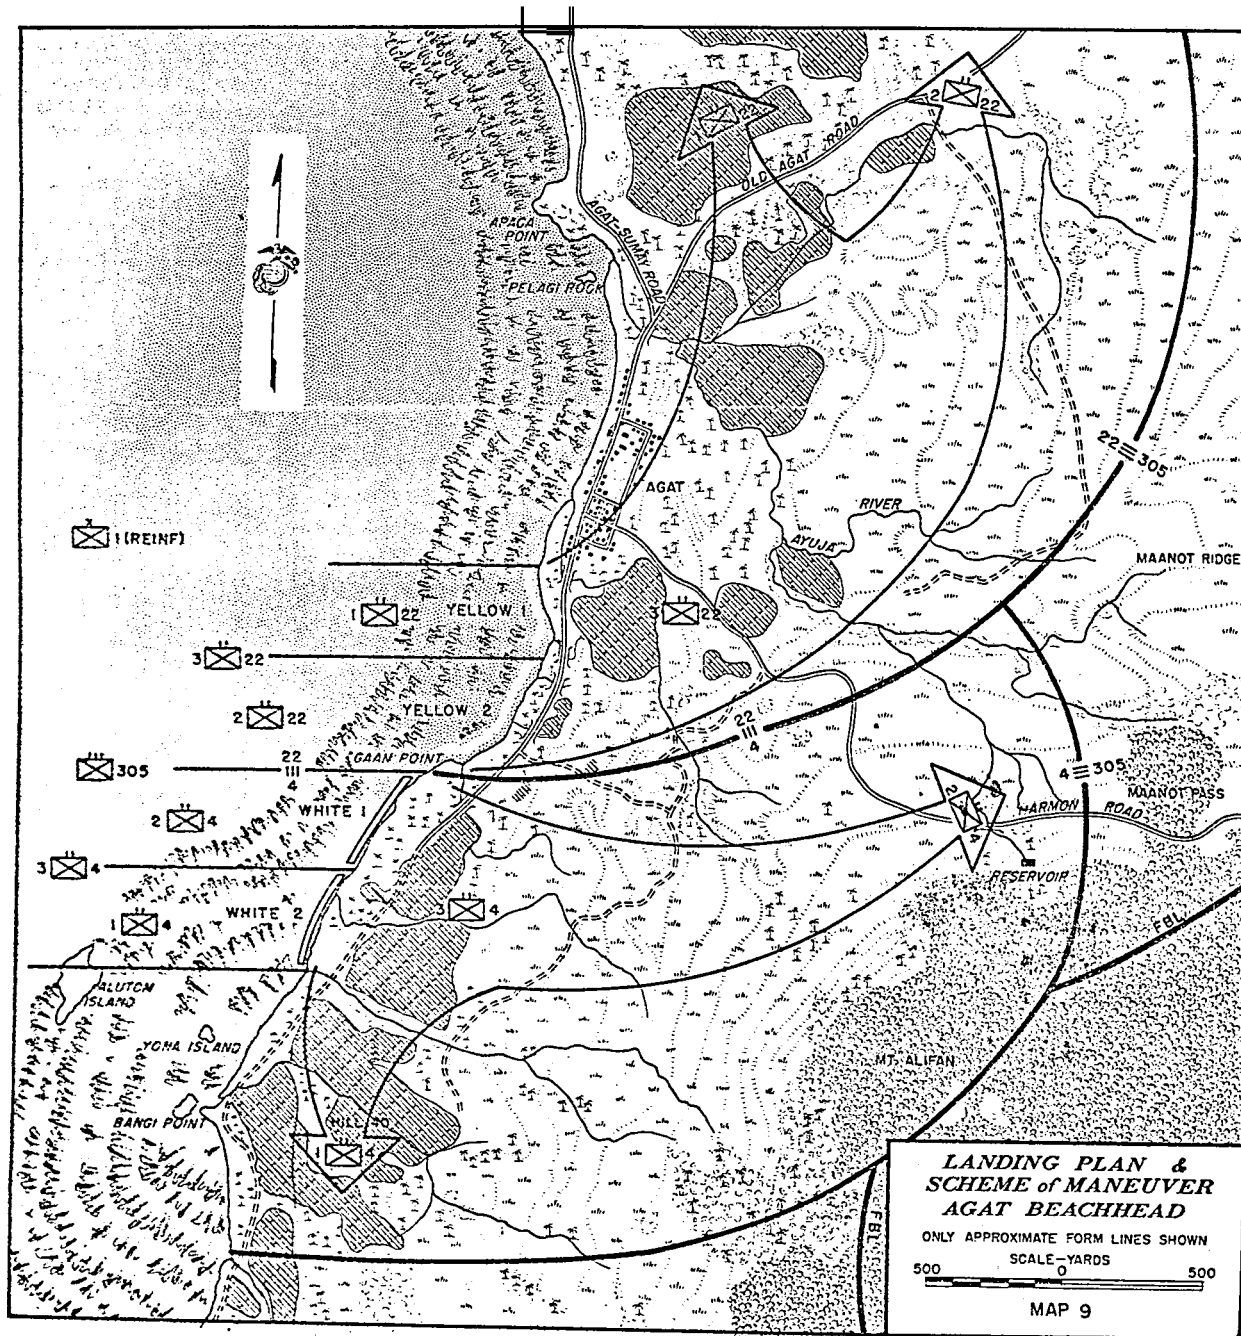 2 22
1 22
OLD AGAT ROAD
AGAT-SUMAY ROAD
APACA
POINT
PELAGI ROCK
22 305
AGAT
AYUJA RIVER
MAANOT RIDGE
1 (REINF)
1 22
YELLOW 1
3 22
3 22
2 22
YELLOW 2
22
4
GAAN POINT
305
22
4
WHITE 1
2 4
4 305
MAANOT PASS
HARMON ROAD
2 4
3 4
RESERVOIR
WHITE 2
3 4
1 4
FBL
ALUTOM
ISLAND
YONA ISLAND
MT. ALIFAN
BANGI POINT
HILL 40
1 4
FBL
LANDING PLAN &
SCHEME of MANEUVER
AGAT BEACHHEAD
ONLY APPROXIMATE FORM LINES SHOWN
SCALE-YARDS
500 0 500
MAP 9